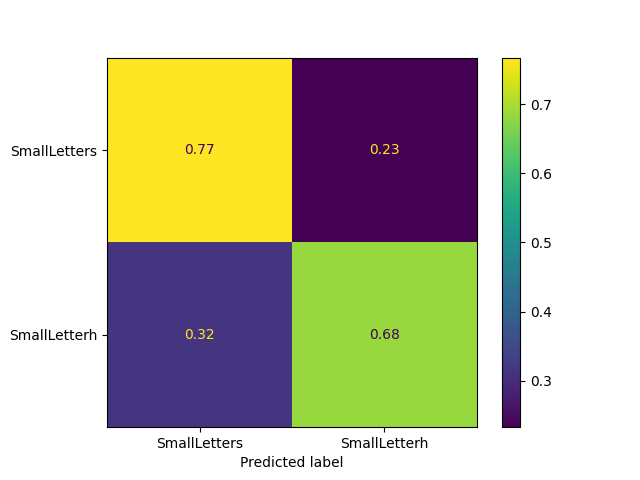 0.7
SmallLetters 0.77 0.23
0.6
0.5
0.4
SmallLetterh 0.32 0.68
0.3
SmallLetters SmallLetterh
Predicted label